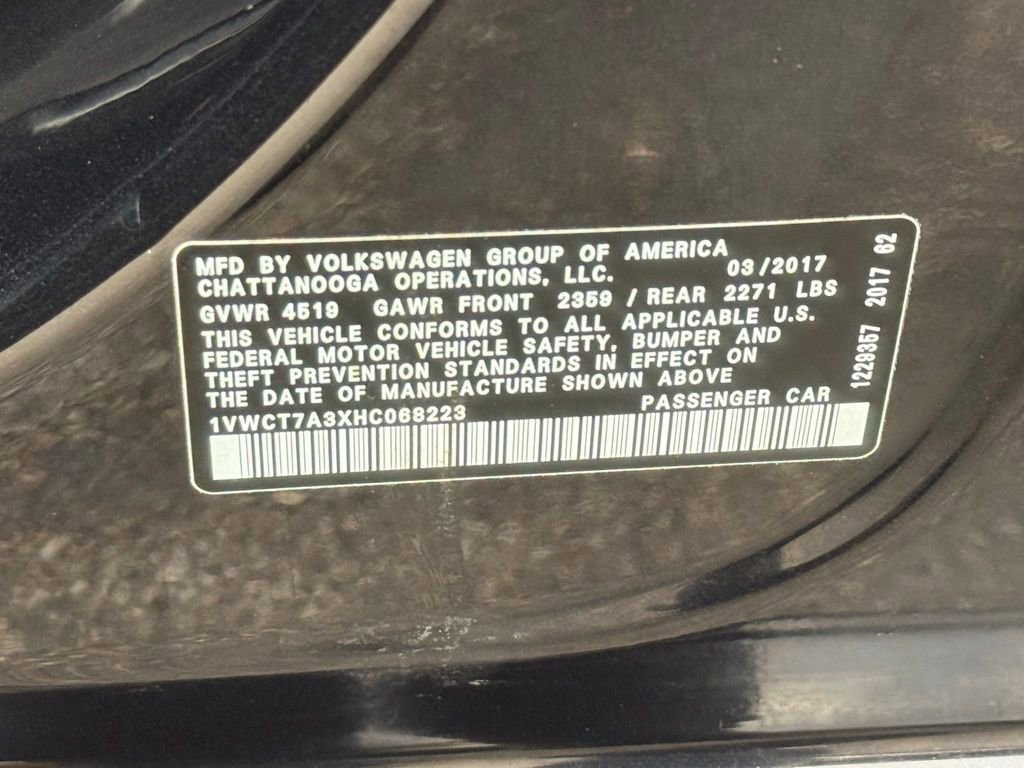 MFD BY VOLKSWAGEN GROUP OF AMERICA
CHATTANOOGA OPERATIONS, LLC. 03/2017
GVWR 4519 GAWR FRONT 2359 / REAR 2271 LBS
THIS VEHICLE CONFORMS TO ALL APPLICABLE U.S.
FEDERAL MOTOR VEHICLE SAFETY, BUMPER AND
THEFT PREVENTION STANDARDS IN EFFECT ON
THE DATE OF MANUFACTURE SHOWN ABOVE
1VWCT7A3XHC068223 PASSENGER CAR
1229357 2017 62